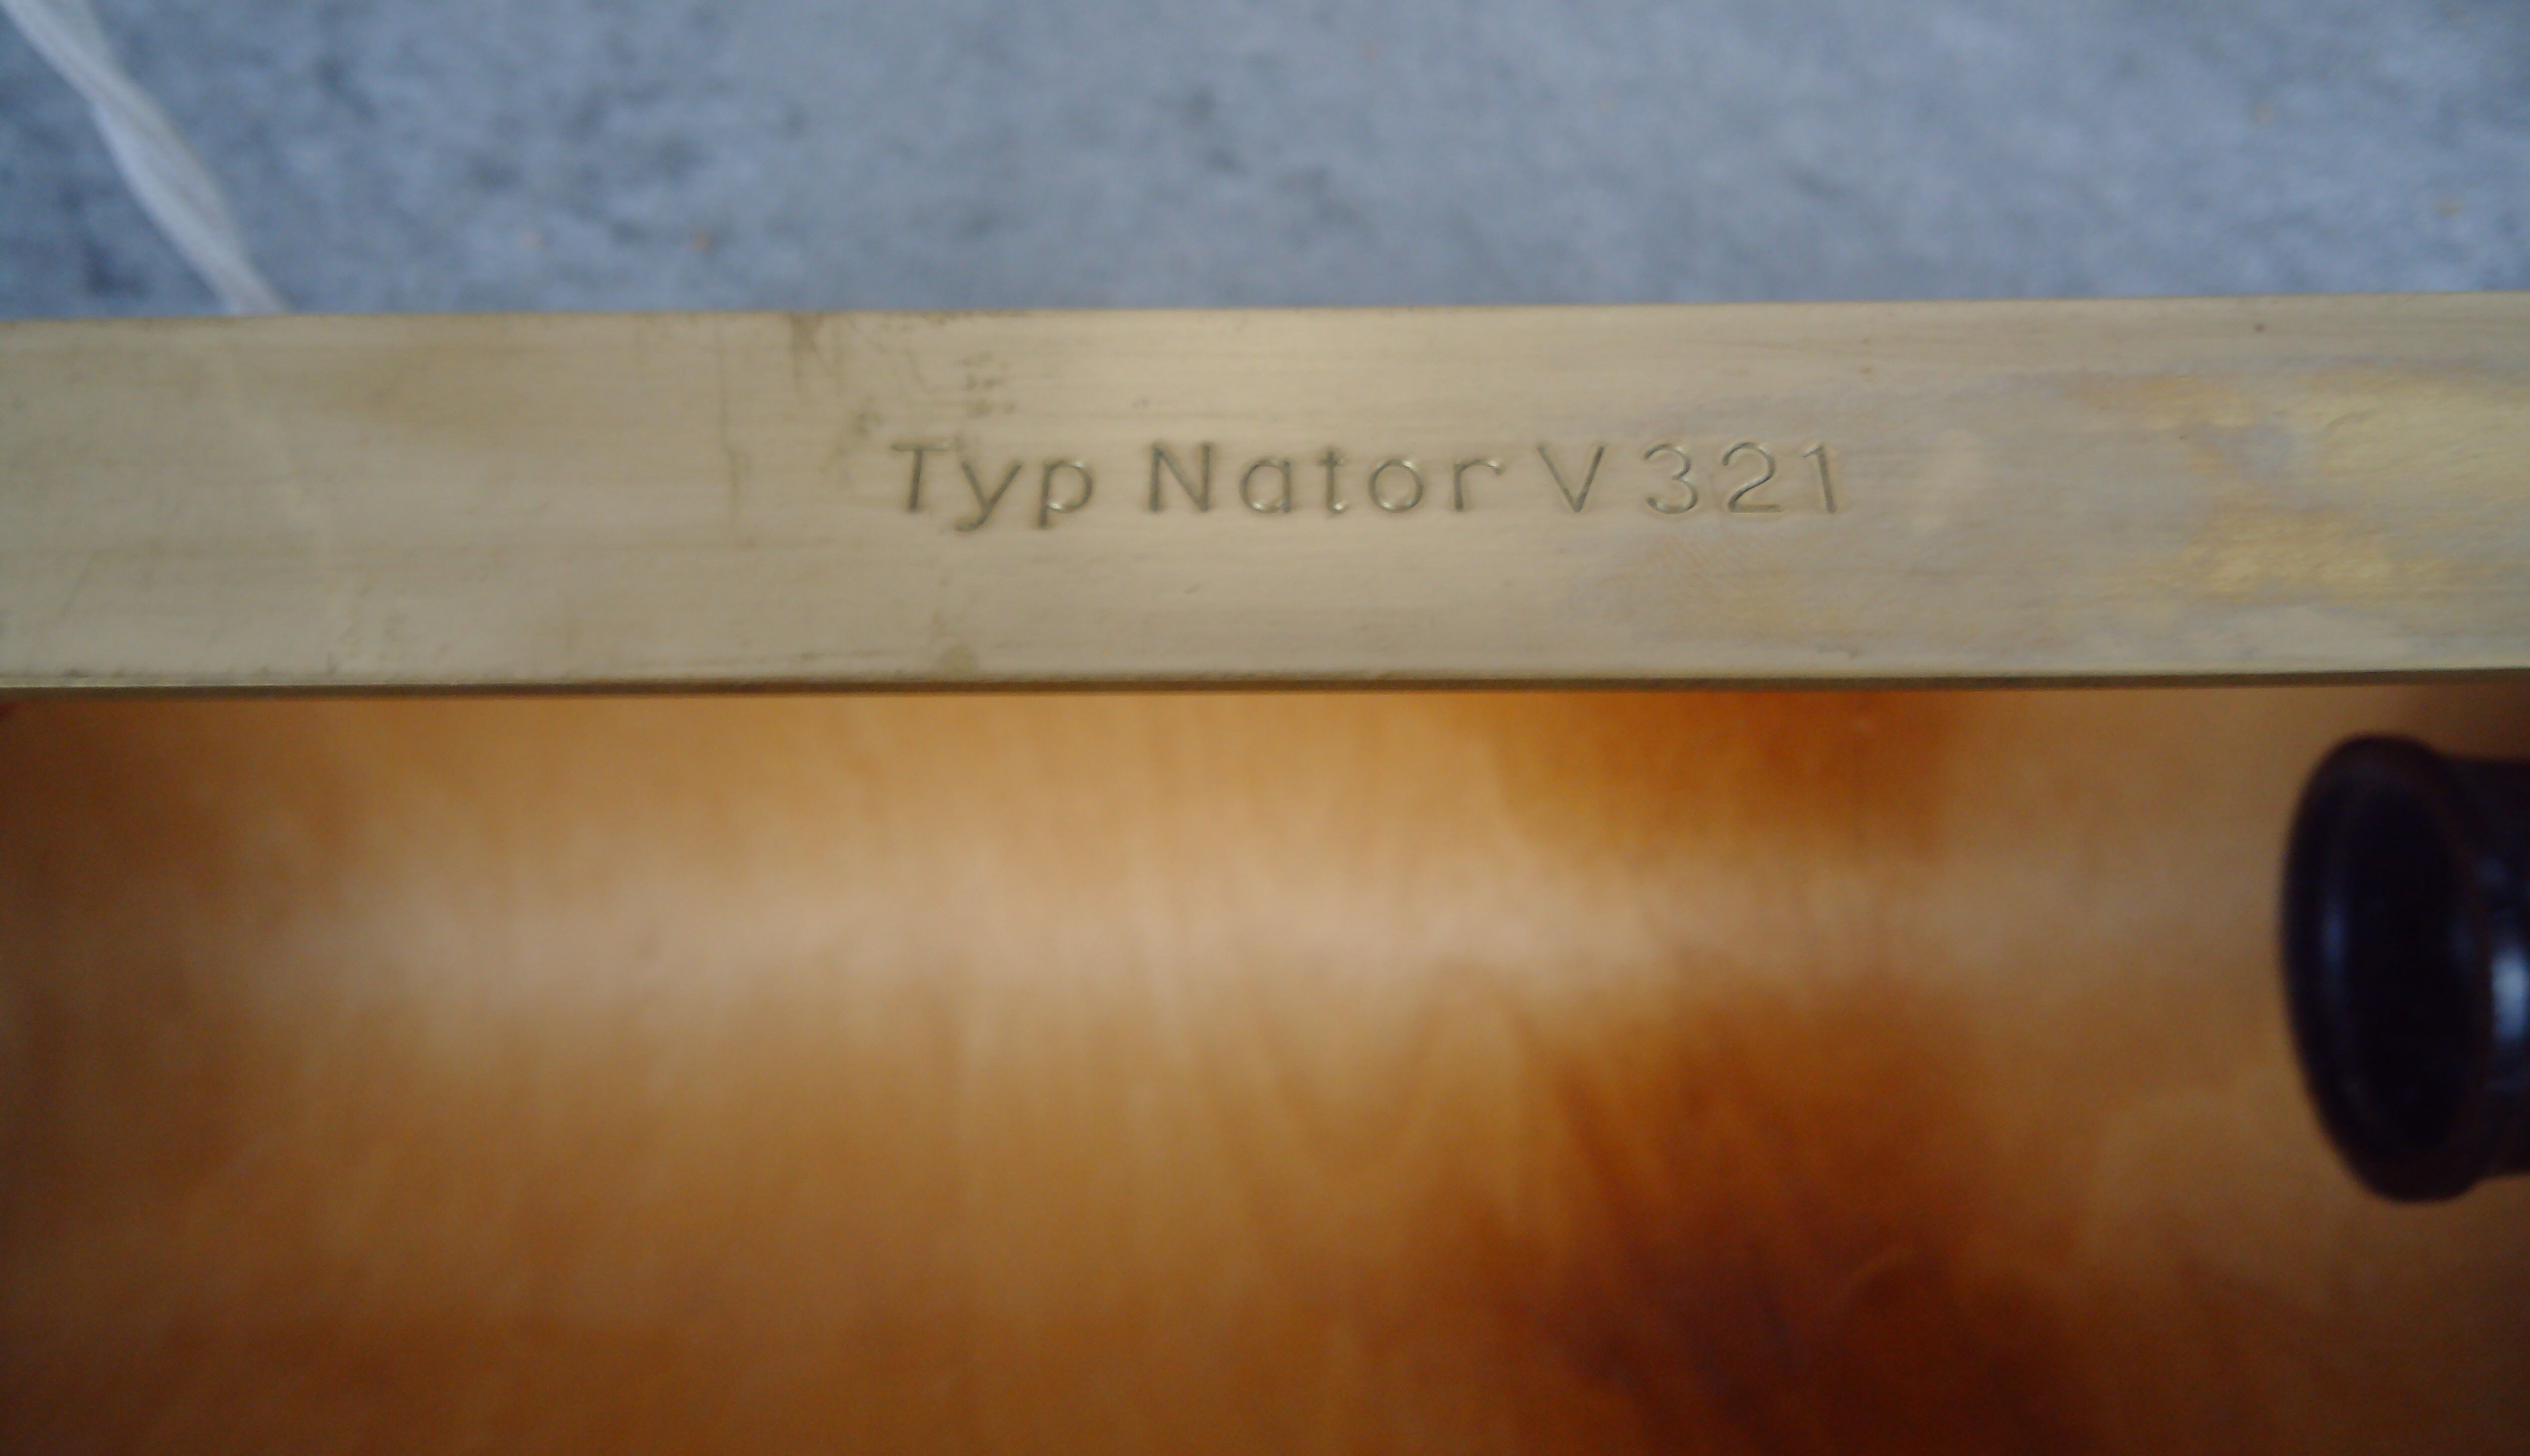 Typ Nator V 321